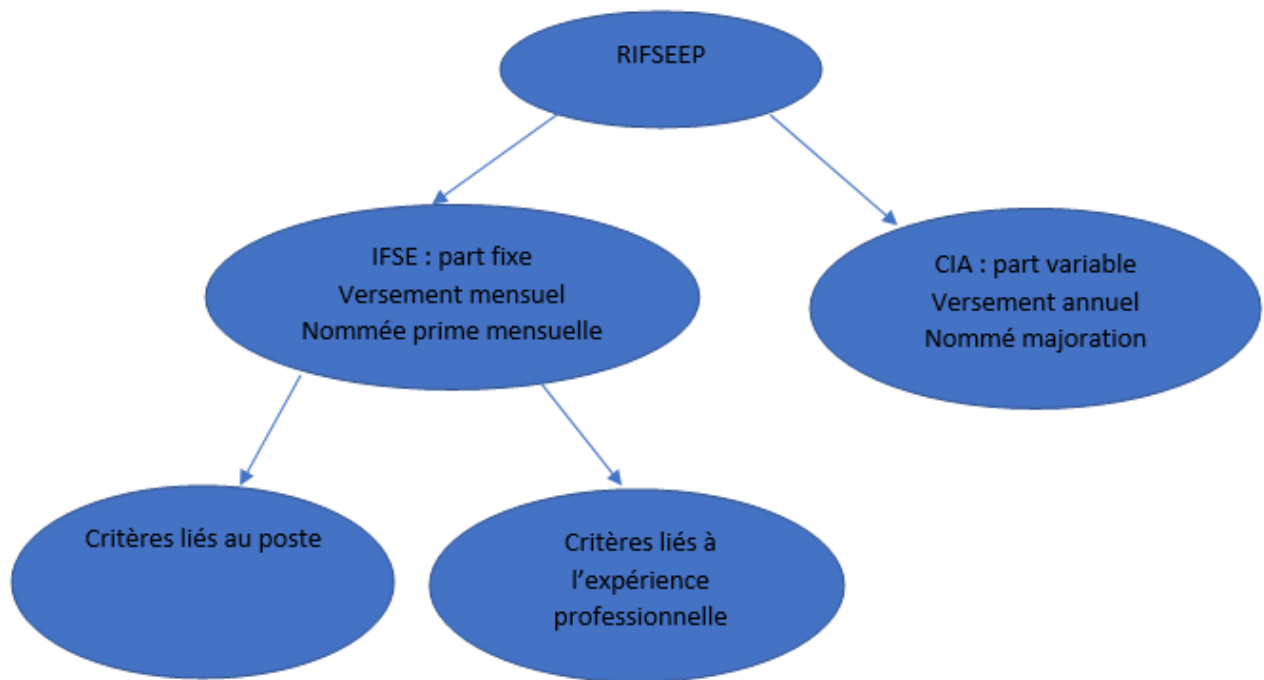 RIFSEEP
IFSE : part fixe
Versement mensuel
Nommée prime mensuelle
CIA : part variable
Versement annuel
Nommé majoration
Critères liés au poste
Critères liés à
l’expérience
professionnelle